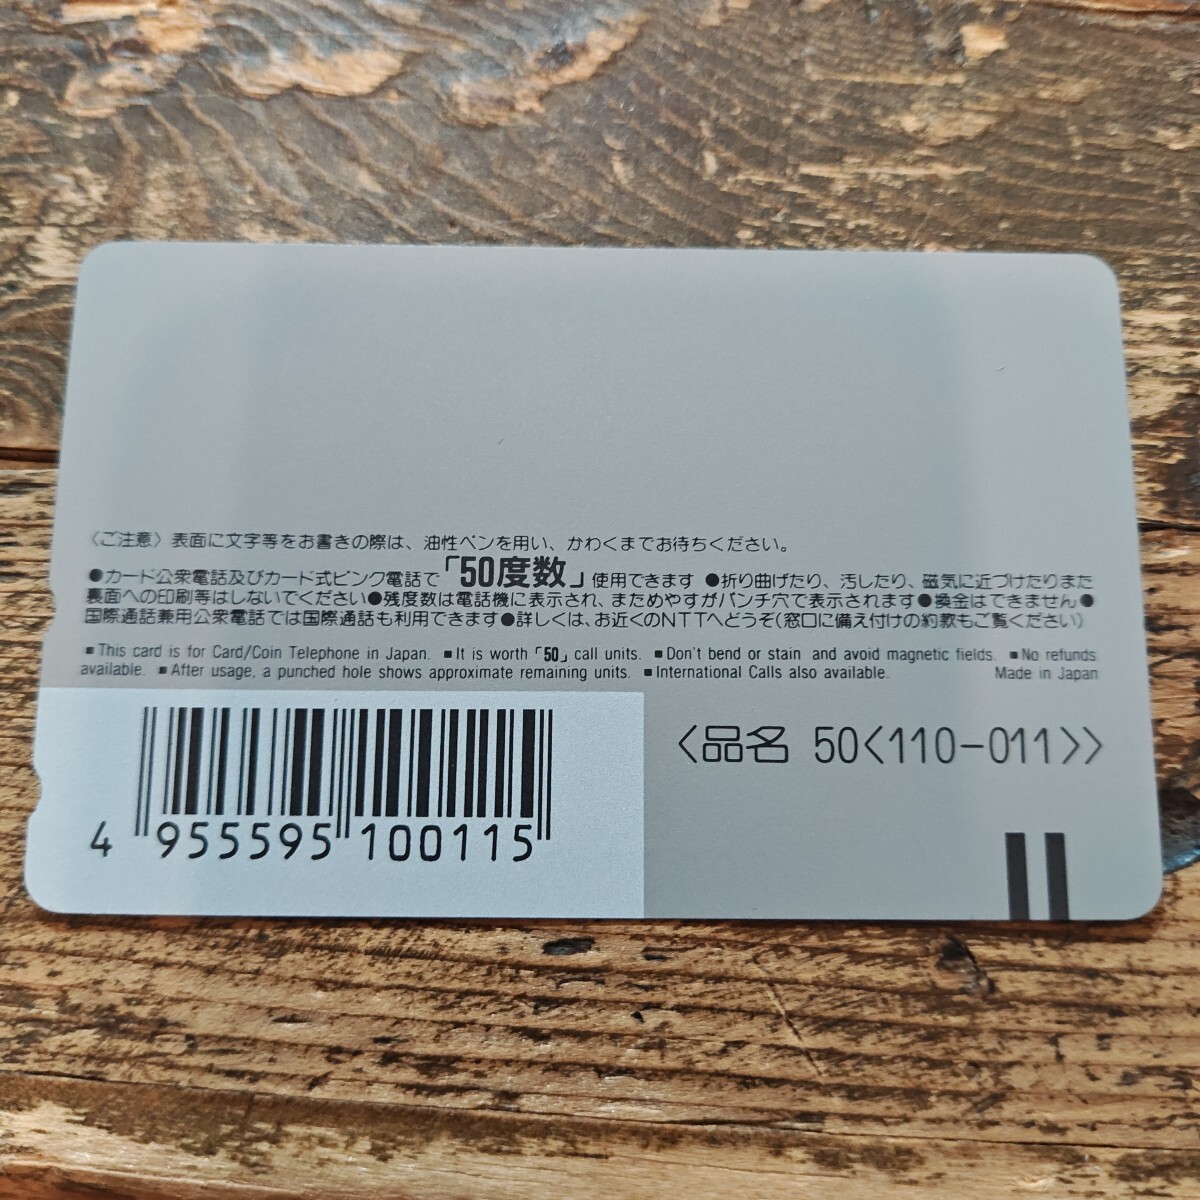 〈ご注意〉表面に文字等をお書きの際は、油性ペンを用い、かわくまでお待ちください。
●カード公衆電話及びカード式ピンク電話で「50度数」使用できます ●折り曲げたり、汚したり、磁気に近づけたりまた
裏面への印刷等はしないでください●残度数は電話機に表示され、まためやすがパンチ穴で表示されます●換金はできません●
国際通話兼用公衆電話では国際通話も利用できます●詳しくは、お近くのNTTへどうぞ(窓口に備え付けの約款もご覧ください)
■This card is for Card/Coin Telephone in Japan. ■It is worth「50」call units. ■Don't bend or stain and avoid magnetic fields. ■No refunds
available. ■After usage, a punched hole shows approximate remaining units. ■International Calls also available. Made in Japan
〈品名 50〈110-011〉〉
4 955595 100115